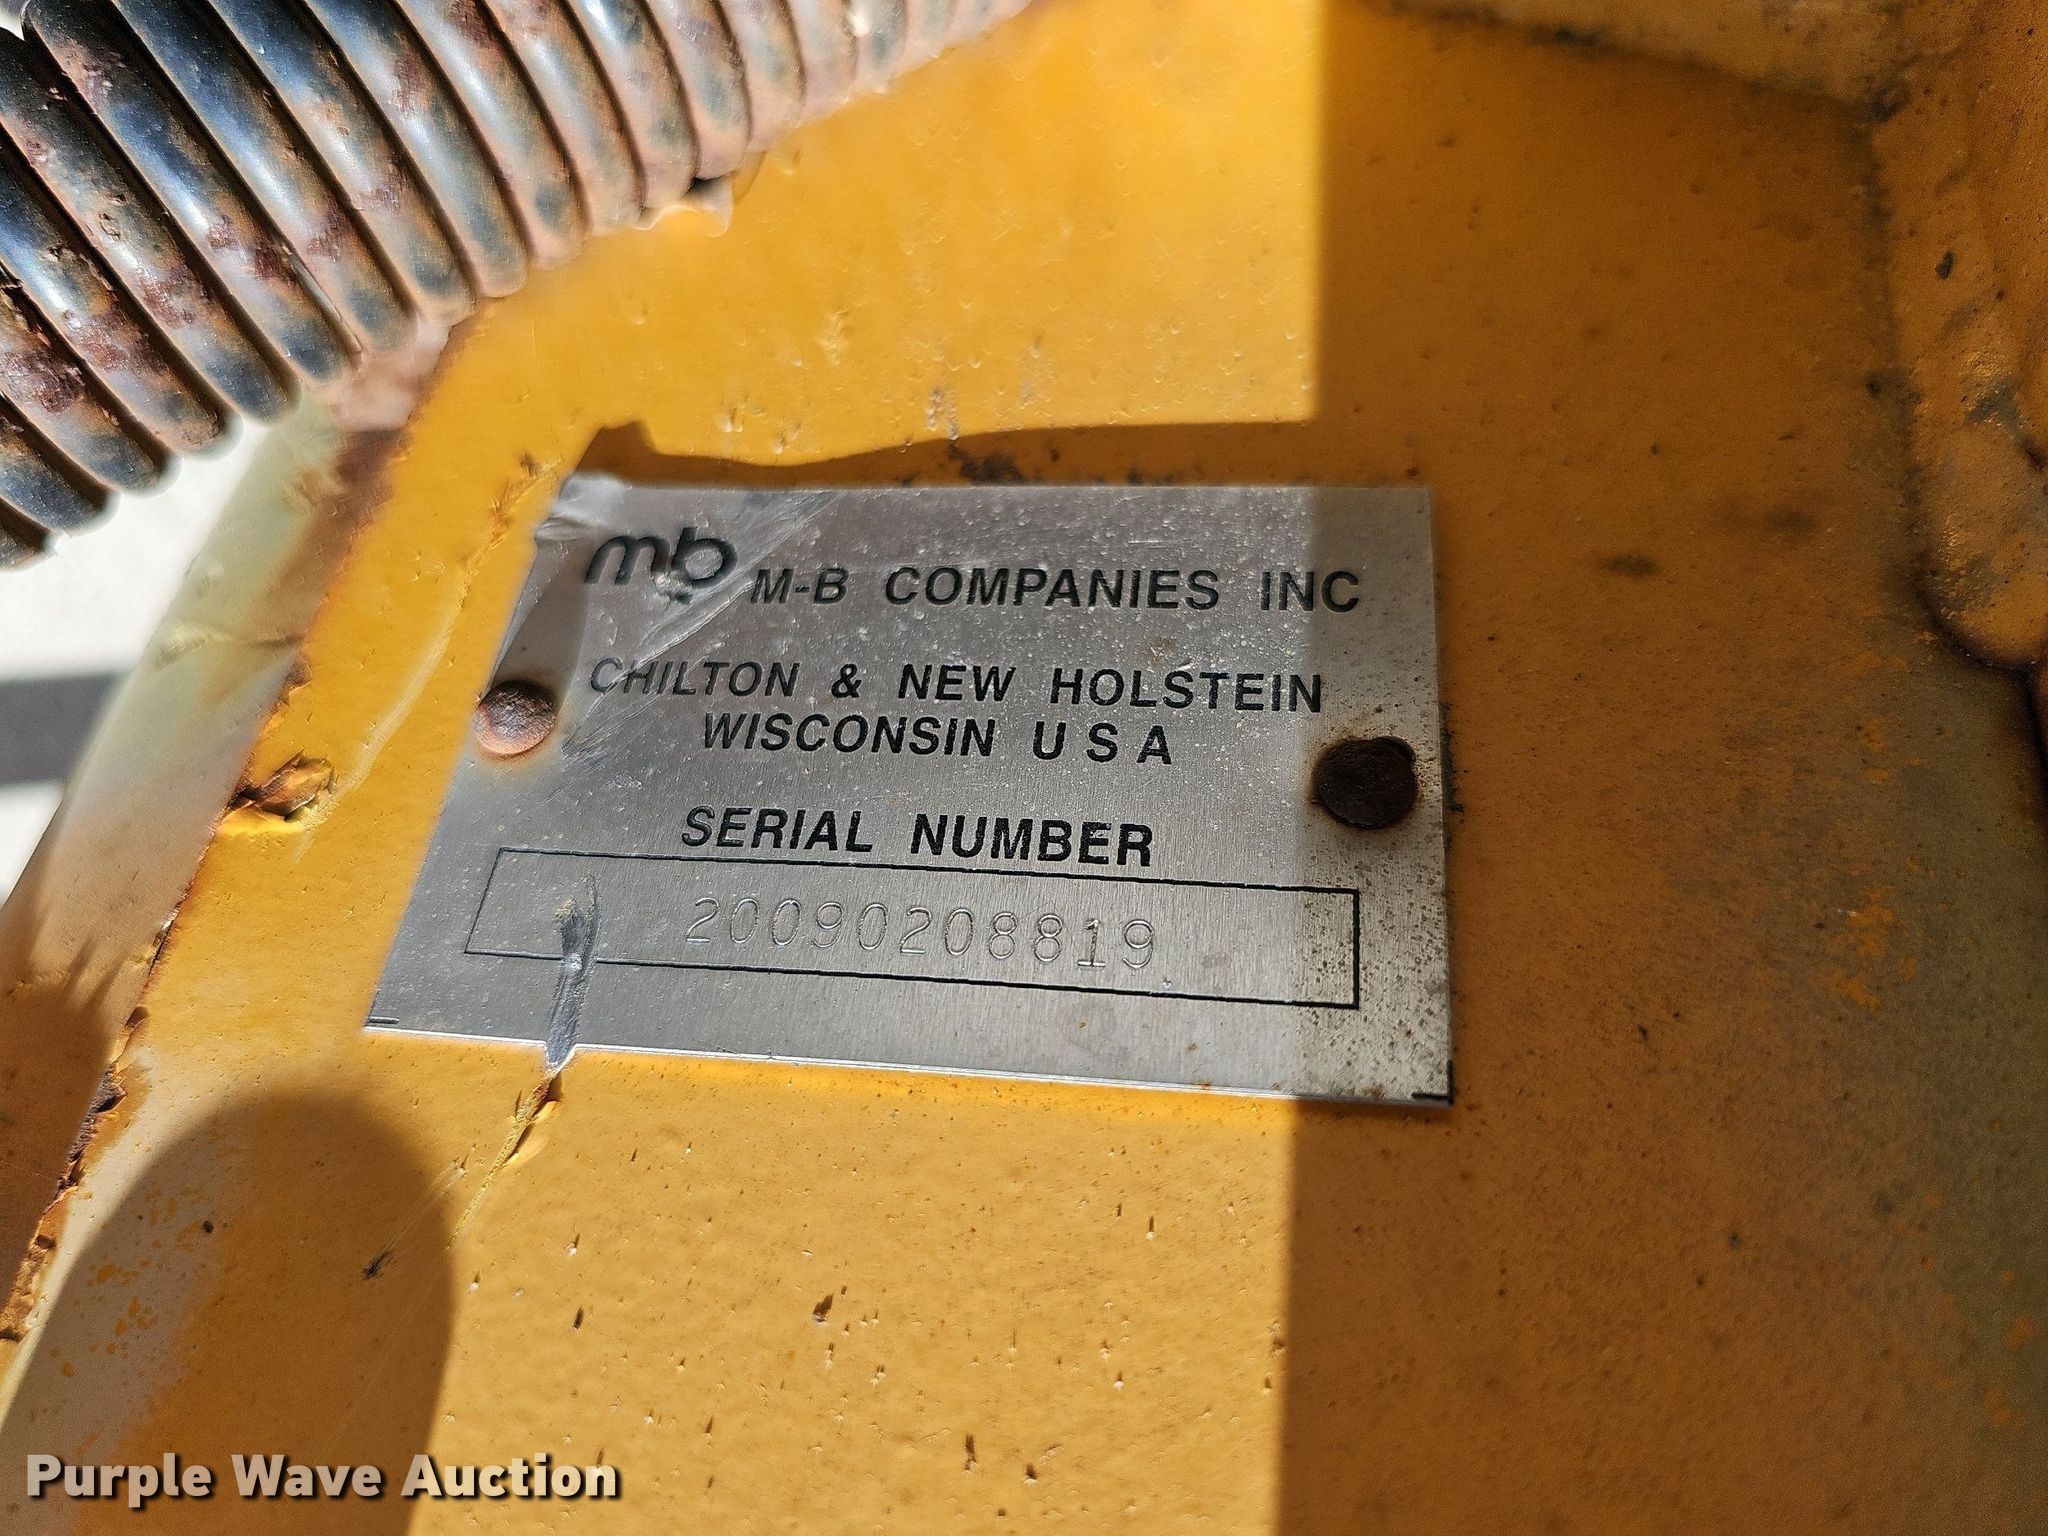 mb M-B COMPANIES INC
CHILTON & NEW HOLSTEIN
WISCONSIN U S A
SERIAL NUMBER
20090208819
Purple Wave Auction